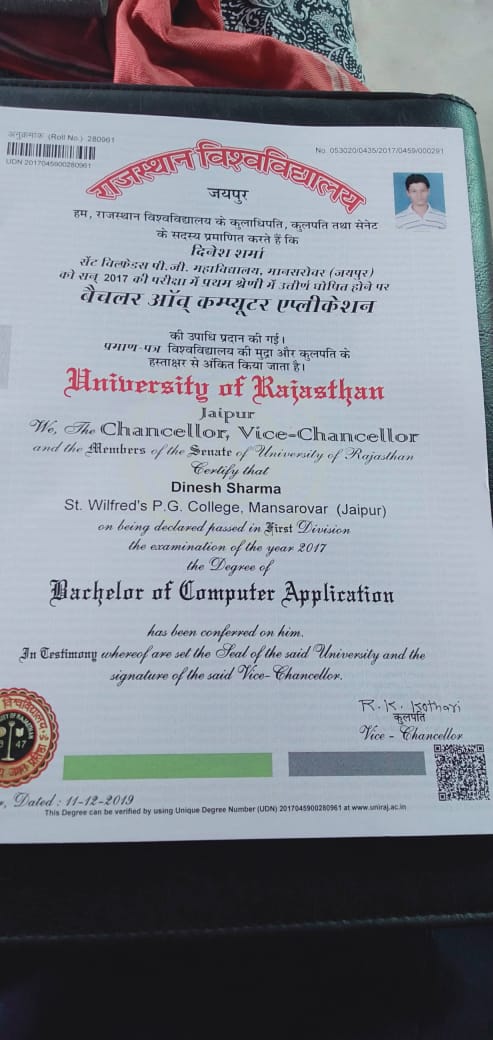 अनुक्रमांक (Roll No.) 280961
UDN 2017045900280961
No. 053020/0435/2017/0459/000291
राजस्थान विश्वविद्यालय
जयपुर
हम, राजस्थान विश्वविद्यालय के कुलाधिपति, कुलपति तथा सेनेट
के सदस्य प्रमाणित करते हैं कि
दिनेश शर्मा
सेंट विल्फ्रेडस पी.जी. महाविद्यालय, मानसरोवर (जयपुर)
को सन् 2017 की परीक्षा में प्रथम श्रेणी में उत्तीर्ण घोषित होने पर
बैचलर ऑव् कम्प्यूटर एप्लीकेशन
की उपाधि प्रदान की गई।
प्रमाण-पत्र विश्वविद्यालय की मुद्रा और कुलपति के
हस्ताक्षर से अंकित किया जाता है।
University of Rajasthan
Jaipur
We, The Chancellor, Vice-Chancellor
and the Members of the Senate of University of Rajasthan
Certify that
Dinesh Sharma
St. Wilfred's P.G. College, Mansarovar (Jaipur)
on being declared passed in First Division
the examination of the year 2017
the Degree of
Bachelor of Computer Application
has been conferred on him.
In Testimony whereof are set the Seal of the said University and the
signature of the said Vice-Chancellor.
R. K. Kothari
कुलपति
Vice - Chancellor
47
Dated : 11-12-2019
This Degree can be verified by using Unique Degree Number (UDN) 2017045900280961 at www.uniraj.ac.in